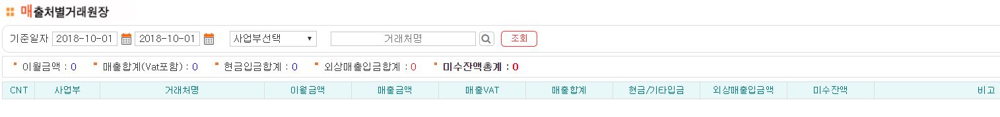 매출처별거래원장
기준일자 2018-10-01 2018-10-01 사업부선택 거래처명 조회
이월금액 : 0 매출합계(Vat포함) : 0 현금입금합계 : 0 외상매출입금합계 : 0 미수잔액총계 : 0
CNT 사업부 거래처명 이월금액 매출금액 매출VAT 매출합계 현금/기타입금 외상매출입금액 미수잔액 비고